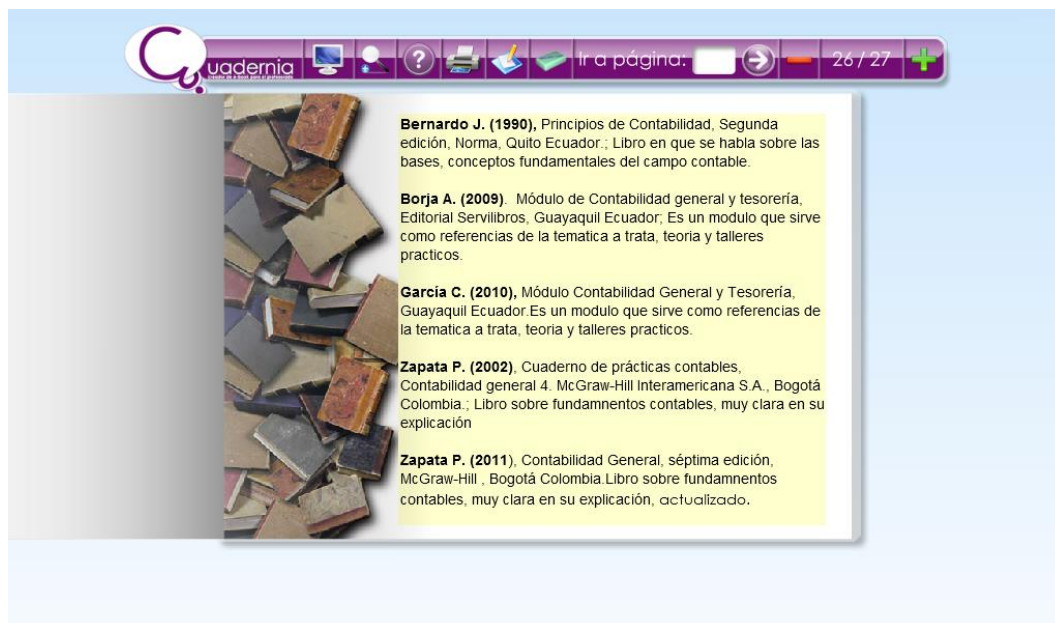 Cuadernia Ir a página: 26 / 27
Bernardo J. (1990), Principios de Contabilidad, Segunda
edición, Norma, Quito Ecuador.; Libro en que se habla sobre las
bases, conceptos fundamentales del campo contable.
Borja A. (2009). Módulo de Contabilidad general y tesorería,
Editorial Servilibros, Guayaquil Ecuador; Es un modulo que sirve
como referencias de la tematica a trata, teoria y talleres
practicos.
García C. (2010), Módulo Contabilidad General y Tesorería,
Guayaquil Ecuador.Es un modulo que sirve como referencias de
la tematica a trata, teoria y talleres practicos.
Zapata P. (2002), Cuaderno de prácticas contables,
Contabilidad general 4. McGraw-Hill Interamericana S.A., Bogotá
Colombia.; Libro sobre fundamnentos contables, muy clara en su
explicación
Zapata P. (2011), Contabilidad General, séptima edición,
McGraw-Hill , Bogotá Colombia.Libro sobre fundamnentos
contables, muy clara en su explicación, actualizado.